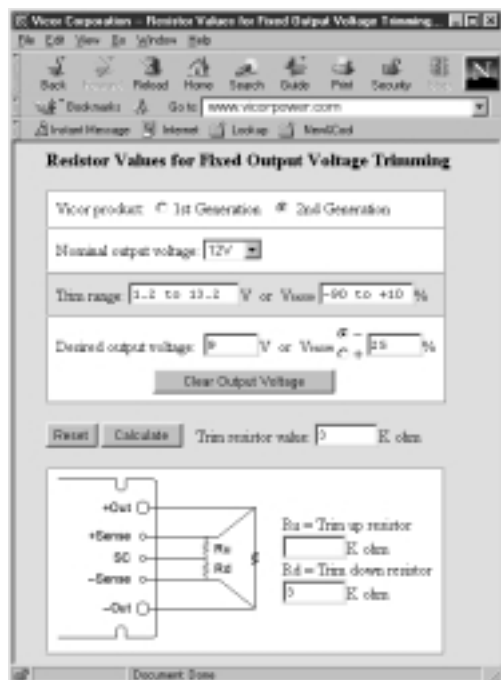 Vicor Corporation - Resistor Values for Fixed Output Voltage Trimming...
File Edit View Go Window Help
Back Reload Home Search Guide Print Security
Bookmarks Go to: www.vicorpower.com
Instant Message Internet Lookup New&Cool
Resistor Values for Fixed Output Voltage Trimming
Vicor product: 1st Generation 2nd Generation
Nominal output voltage: 12V
Trim range: 1.2 to 13.2 V or VNOM -90 to +10 %
Desired output voltage: 9 V or VNOM - + 25 %
Clear Output Voltage
Reset Calculate Trim resistor value: 3 K ohm
+Out
+Sense
SC
-Sense
-Out
Ru
Rd
Ru = Trim up resistor
K ohm
Rd = Trim down resistor
3 K ohm
Document: Done